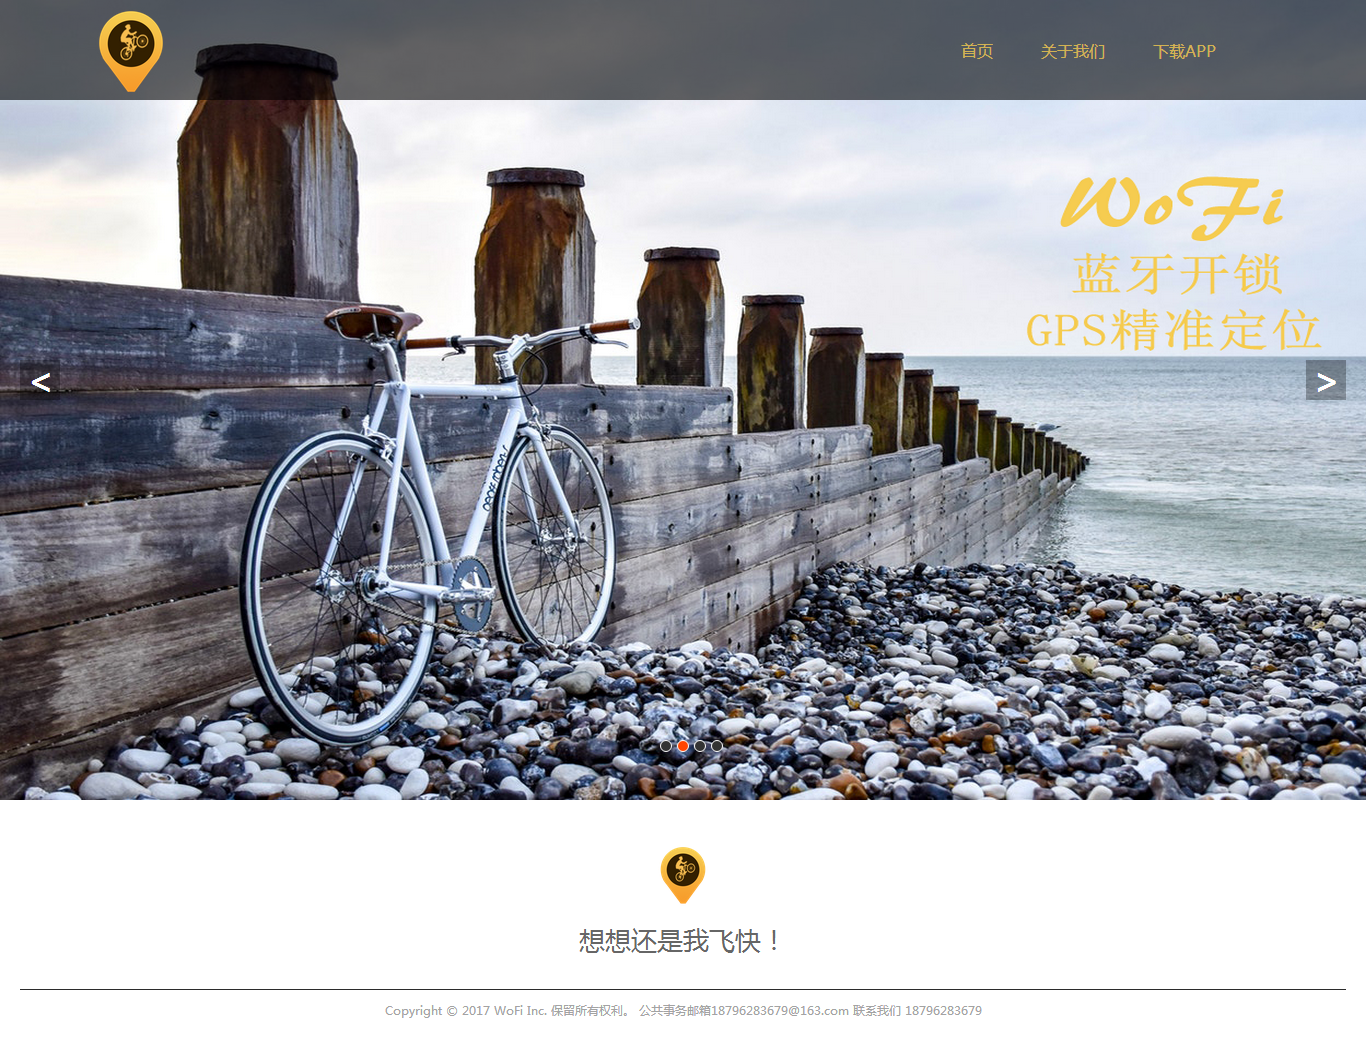 首页 关于我们 下载APP
WoFi
蓝牙开锁
GPS精准定位
< >
想想还是我飞快！
Copyright © 2017 WoFi Inc. 保留所有权利。 公共事务邮箱18796283679@163.com 联系我们 18796283679